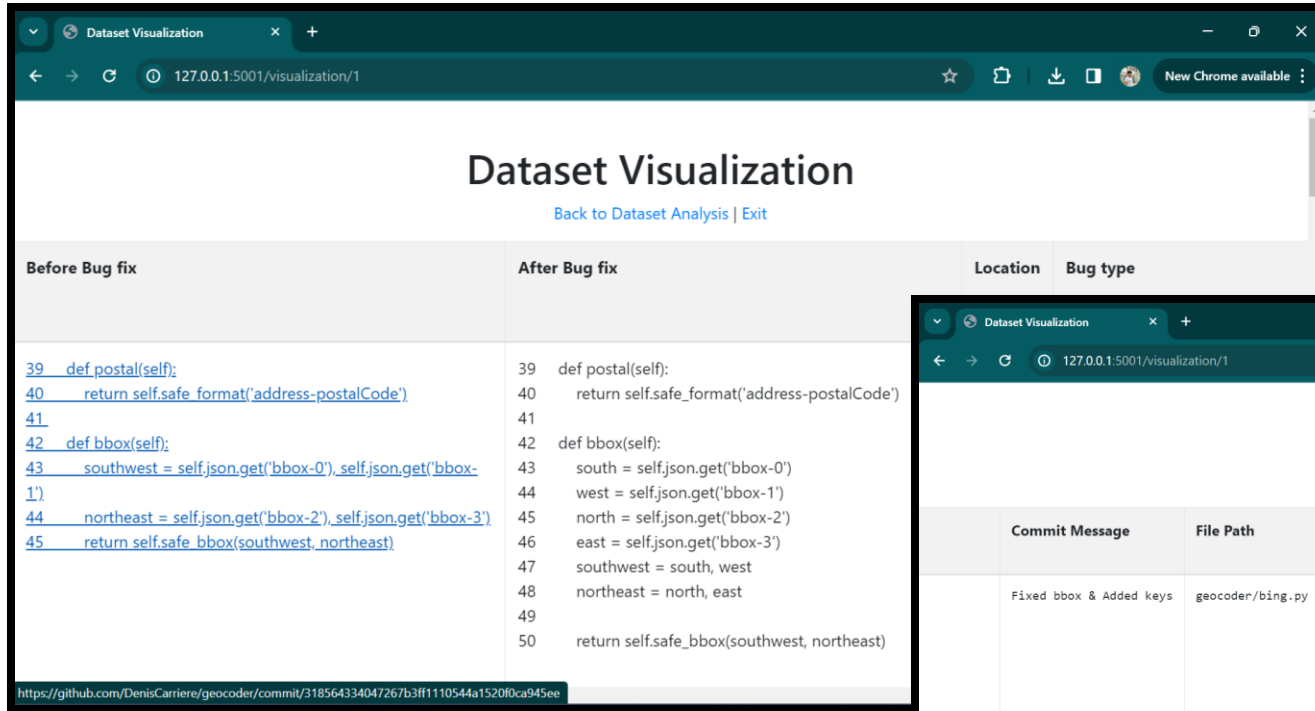 Dataset Visualization
127.0.0.1:5001/visualization/1
New Chrome available
Dataset Visualization
Back to Dataset Analysis | Exit
Before Bug fix
After Bug fix
Location
Bug type
39 def postal(self):
40 return self.safe_format('address-postalCode')
41
42 def bbox(self):
43 southwest = self.json.get('bbox-0'), self.json.get('bbox-
1')
44 northeast = self.json.get('bbox-2'), self.json.get('bbox-3')
45 return self.safe_bbox(southwest, northeast)
39 def postal(self):
40 return self.safe_format('address-postalCode')
41
42 def bbox(self):
43 south = self.json.get('bbox-0')
44 west = self.json.get('bbox-1')
45 north = self.json.get('bbox-2')
46 east = self.json.get('bbox-3')
47 southwest = south, west
48 northeast = north, east
49
50 return self.safe_bbox(southwest, northeast)
https://github.com/DenisCarriere/geocoder/commit/318564334047267b3ff1110544a1520f0ca945ee
Dataset Visualization
127.0.0.1:5001/visualization/1
Commit Message
File Path
Fixed bbox & Added keys
geocoder/bing.py